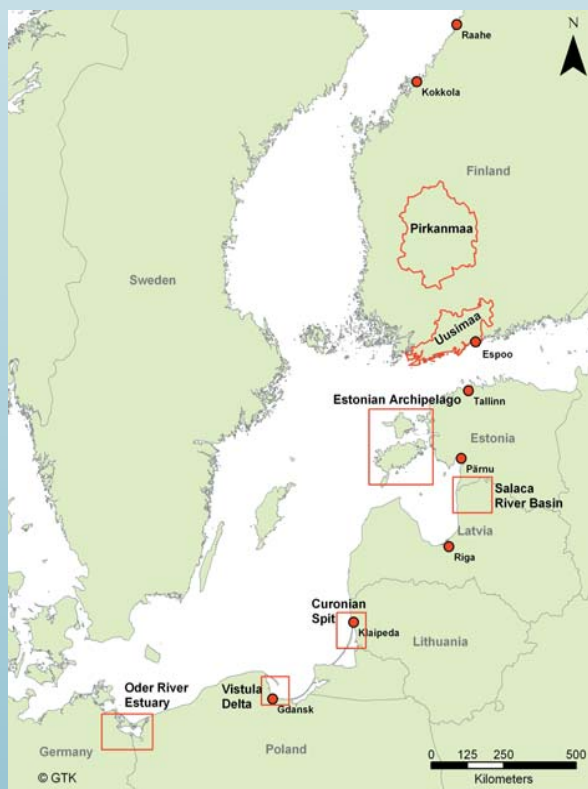 N
Raahe
Kokkola
Finland
Pirkanmaa
Sweden
Uusimaa
Espoo
Estonian Archipelago
Tallinn
Estonia
Pärnu
Salaca
River Basin
Latvia
Riga
Curonian
Spit
Klaipeda
Lithuania
Oder River
Estuary
Vistula
Delta
Gdansk
Germany
Poland
0 125 250 500
Kilometers
© GTK